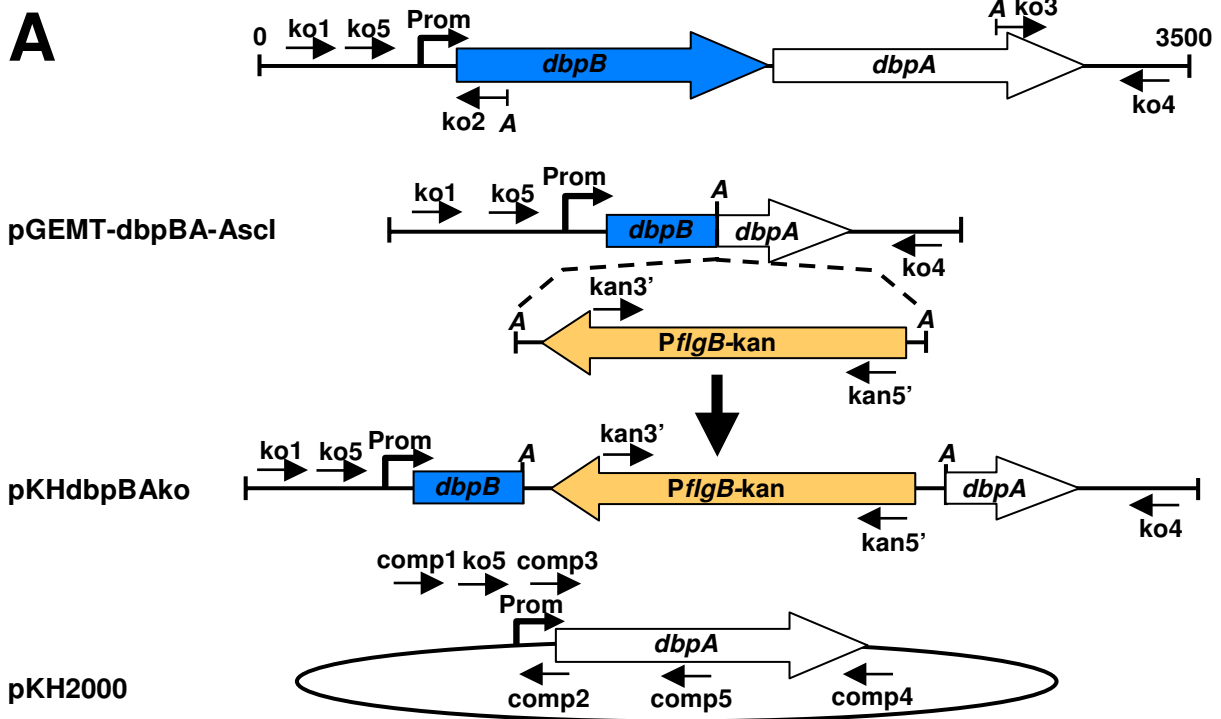 A
0 ko1 ko5 Prom A ko3 3500
dbpB dbpA
ko2 A ko4
pGEMT-dbpBA-AscI
ko1 ko5 Prom A
dbpB dbpA
ko4
kan3’
A A
PflgB-kan
kan5’
pKHdbpBAko
ko1 ko5 Prom A kan3’ A
dbpB PflgB-kan dbpA
kan5’ ko4
comp1 ko5 comp3
Prom
dbpA
pKH2000
comp2 comp5 comp4